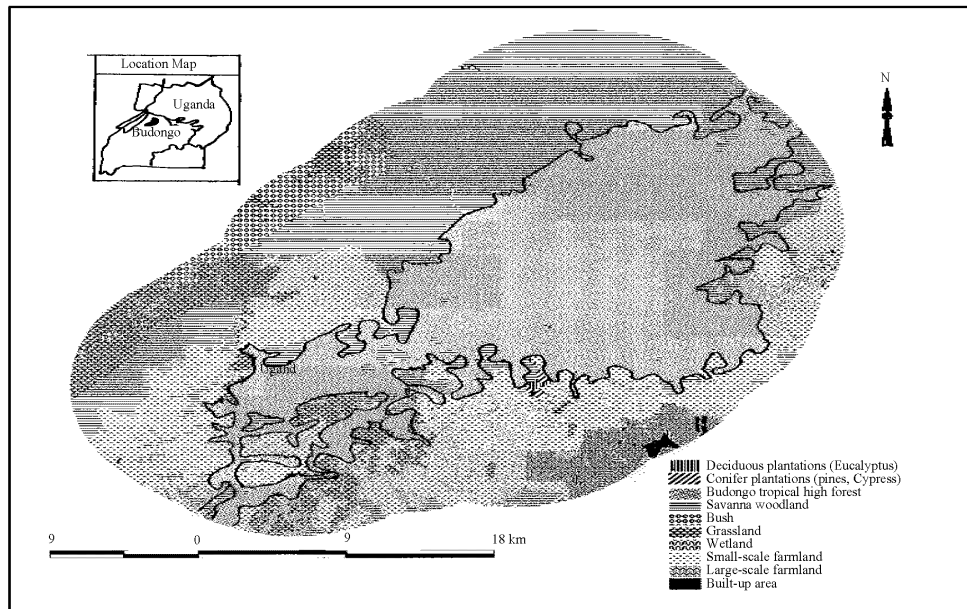 Location Map
Uganda
Budongo
N
Ugand
Deciduous plantations (Eucalyptus)
Conifer plantations (pines, Cypress)
Budongo tropical high forest
Savanna woodland
Bush
Grassland
Wetland
Small-scale farmland
Large-scale farmland
Built-up area
9 0 9 18 km